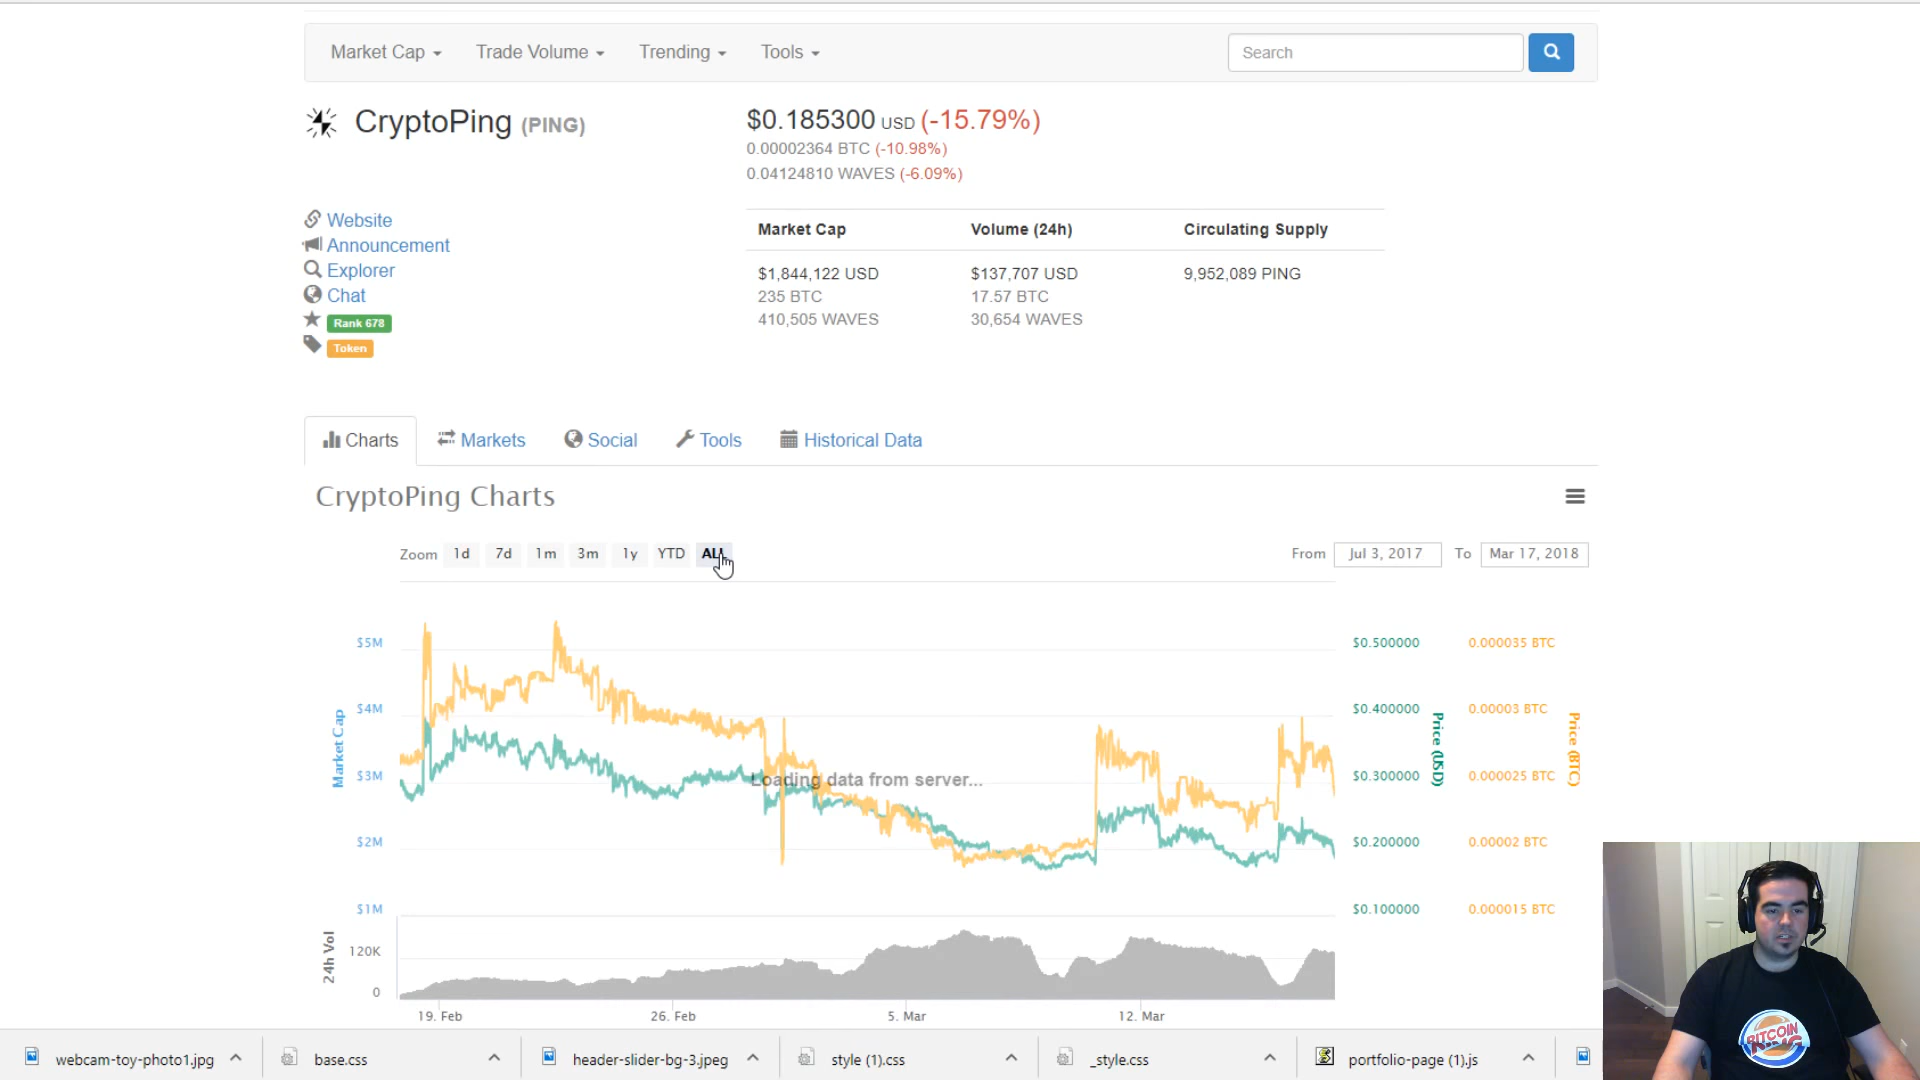 Market Cap Trade Volume Trending Tools Search
CryptoPing (PING)
$0.185300 USD (-15.79%)
0.00002364 BTC (-10.98%)
0.04124810 WAVES (-6.09%)
Website
Announcement
Explorer
Chat
Rank 678
Token
Market Cap Volume (24h) Circulating Supply
$1,844,122 USD $137,707 USD 9,952,089 PING
235 BTC 17.57 BTC
410,505 WAVES 30,654 WAVES
Charts Markets Social Tools Historical Data
CryptoPing Charts
Zoom 1d 7d 1m 3m 1y YTD ALL From Jul 3, 2017 To Mar 17, 2018
$5M $0.500000 0.000035 BTC
$4M $0.400000 0.00003 BTC
$3M $0.300000 0.000025 BTC
$2M $0.200000 0.00002 BTC
$1M $0.100000 0.000015 BTC
Market Cap
Price (USD)
Price (BTC)
Loading data from server...
24h Vol
120K
0
19. Feb 26. Feb 5. Mar 12. Mar
webcam-toy-photo1.jpg base.css header-slider-bg-3.jpeg style (1).css _style.css portfolio-page (1).js
BITCOIN
KING